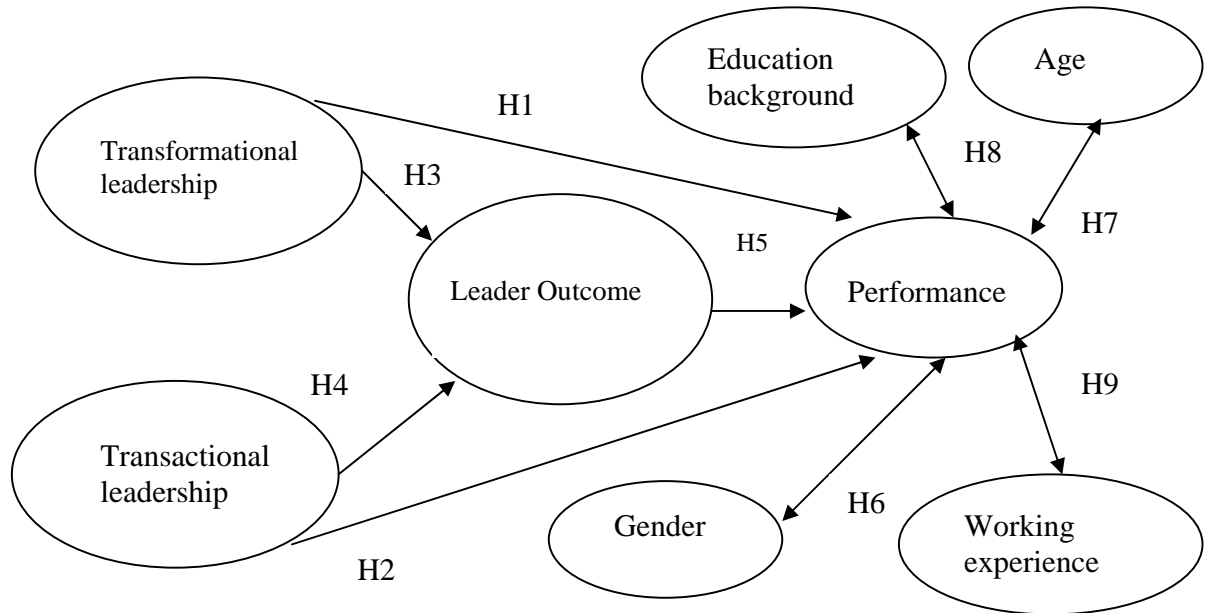 Education
background
Age
H1
H8
Transformational
leadership
H3
H7
H5
Leader Outcome
Performance
H4
H9
Transactional
leadership
Gender
H6
Working
experience
H2